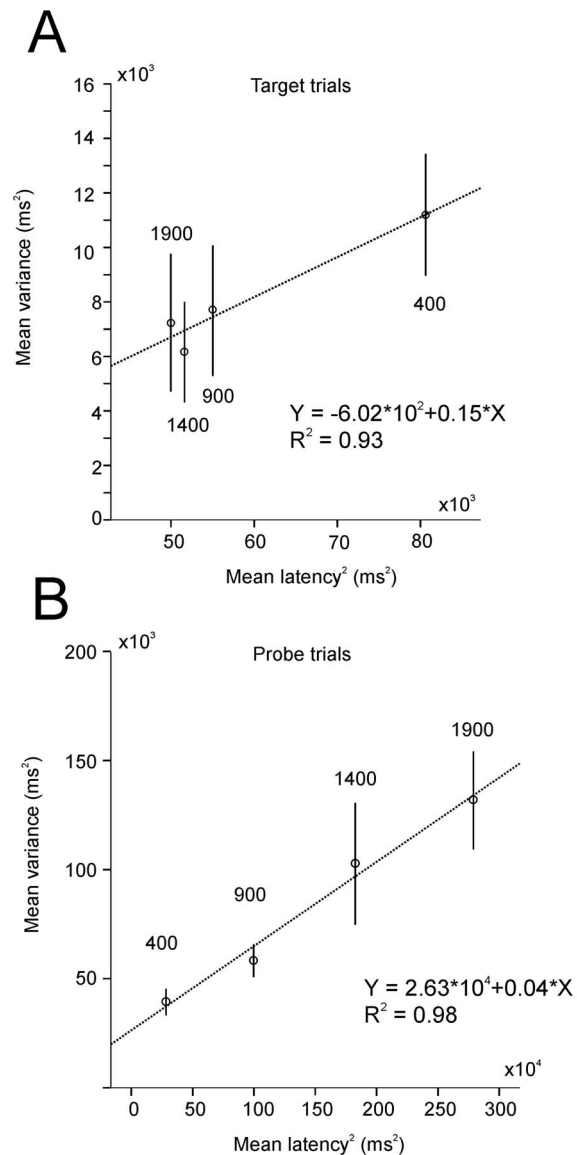 A
x10³
Target trials
16
14
12
10
8
6
4
2
0
Mean variance (ms²)
1900
1400
900
400
Y = -6.02*10²+0.15*X
R² = 0.93
x10³
50 60 70 80
Mean latency² (ms²)
B
x10³
Probe trials
200
150
100
50
Mean variance (ms²)
400
900
1400
1900
Y = 2.63*10⁴+0.04*X
R² = 0.98
x10⁴
0 50 100 150 200 250 300
Mean latency² (ms²)